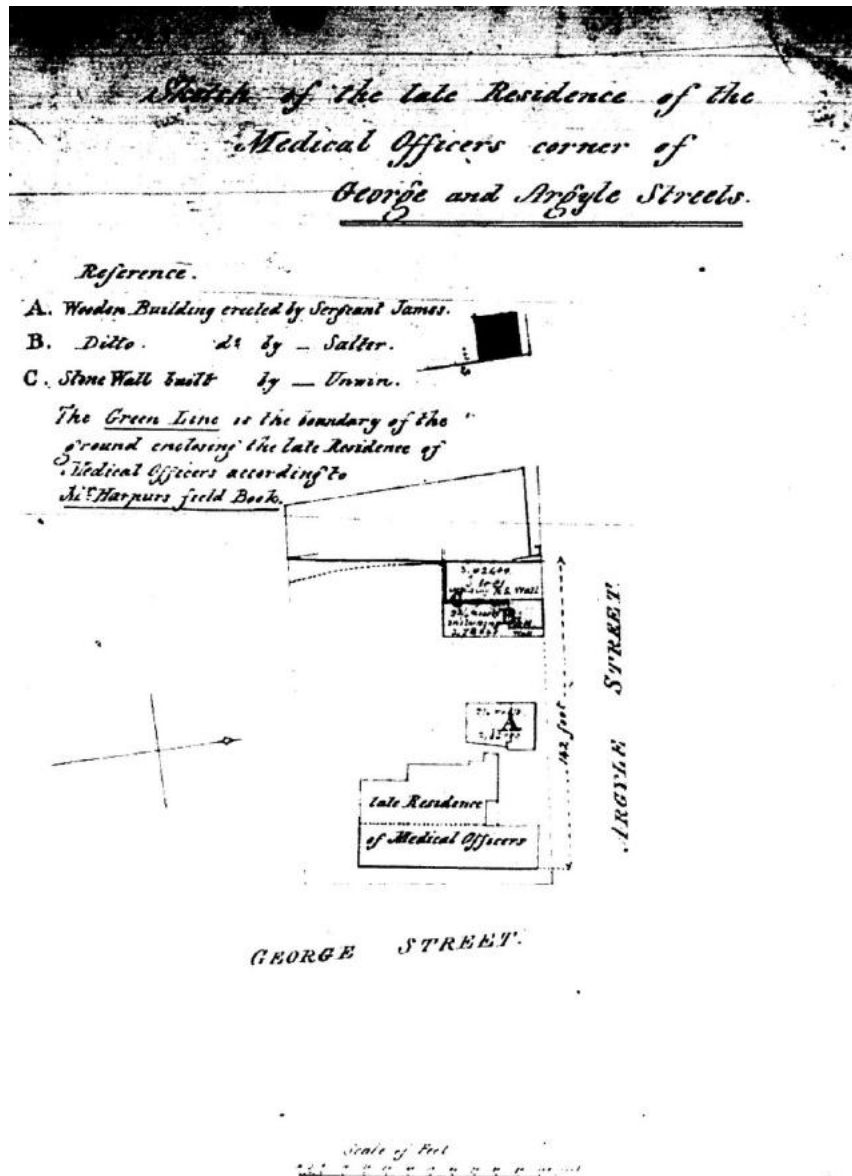 Sketch of the late Residence of the
Medical Officers corner of
George and Argyle Streets.
Reference.
A. Wooden Building erected by Sergeant James.
B. Ditto. do by — Salter.
C. Stone Wall built by — Unwin.
The Green Line is the boundary of the
ground enclosing the late Residence of
Medical Officers according to
Mr Harpurs field Book.
Wall
C
B
A
142 feet
ARGYLE STREET.
late Residence
of Medical Officers
GEORGE STREET.
Scale of Feet